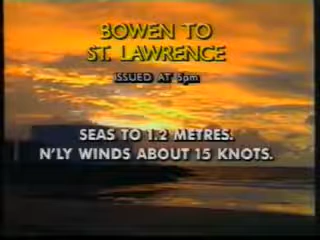 BOWEN TO
ST. LAWRENCE
ISSUED AT 5pm
SEAS TO 1.2 METRES.
N'LY WINDS ABOUT 15 KNOTS.